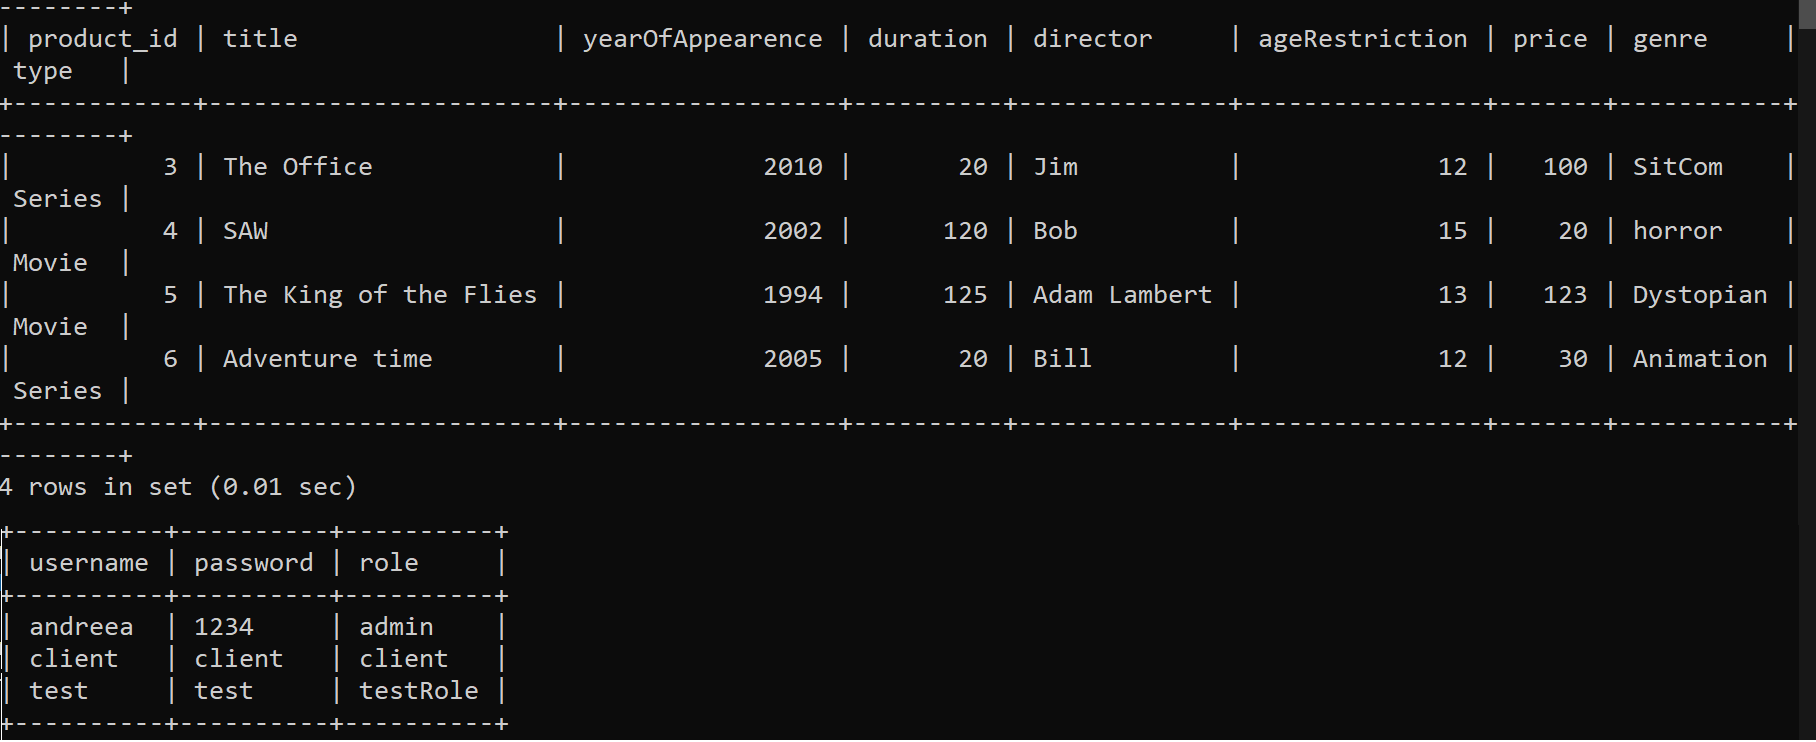 --------+
| product_id | title                 | yearOfAppearence | duration | director     | ageRestriction | price | genre     |
 type   |
+------------+-----------------------+------------------+----------+--------------+----------------+-------+-----------+
--------+
|          3 | The Office            |             2010 |       20 | Jim          |             12 |   100 | SitCom    |
 Series |
|          4 | SAW                   |             2002 |      120 | Bob          |             15 |    20 | horror    |
 Movie  |
|          5 | The King of the Flies |             1994 |      125 | Adam Lambert |             13 |   123 | Dystopian |
 Movie  |
|          6 | Adventure time        |             2005 |       20 | Bill         |             12 |    30 | Animation |
 Series |
+------------+-----------------------+------------------+----------+--------------+----------------+-------+-----------+
--------+
4 rows in set (0.01 sec)
+----------+----------+----------+
| username | password | role     |
+----------+----------+----------+
| andreea  | 1234     | admin    |
| client   | client   | client   |
| test     | test     | testRole |
+----------+----------+----------+